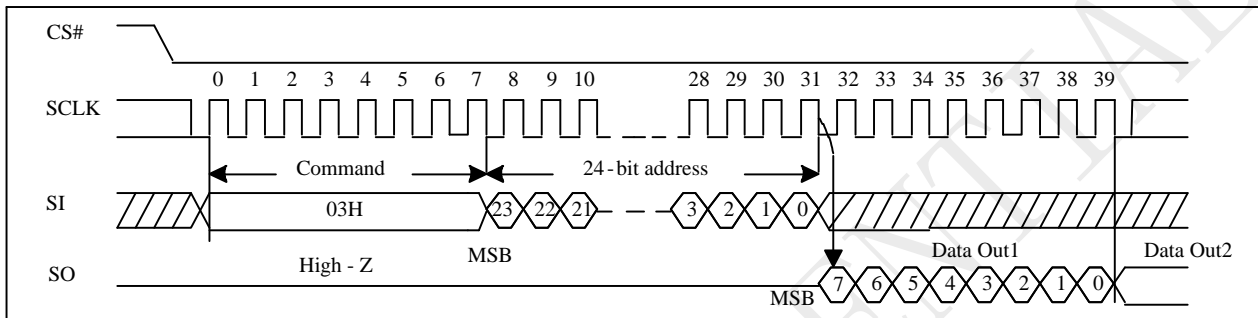 CS#
0 1 2 3 4 5 6 7 8 9 10 28 29 30 31 32 33 34 35 36 37 38 39
SCLK
Command 24-bit address
SI 03H 23 22 21 3 2 1 0
MSB Data Out1 Data Out2
SO High - Z
MSB 7 6 5 4 3 2 1 0